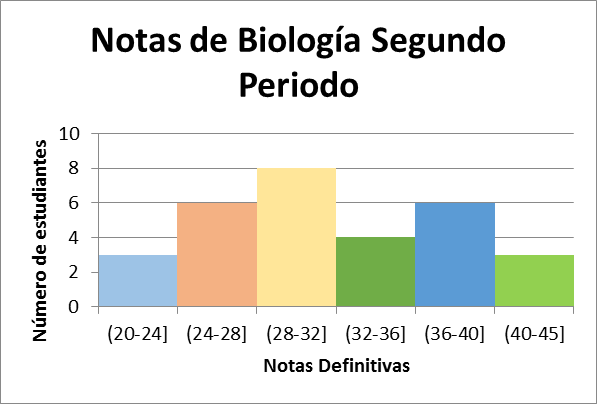 Notas de Biología Segundo
Periodo
Número de estudiantes
10
8
6
4
2
0
(20-24] (24-28] (28-32] (32-36] (36-40] (40-45]
Notas Definitivas